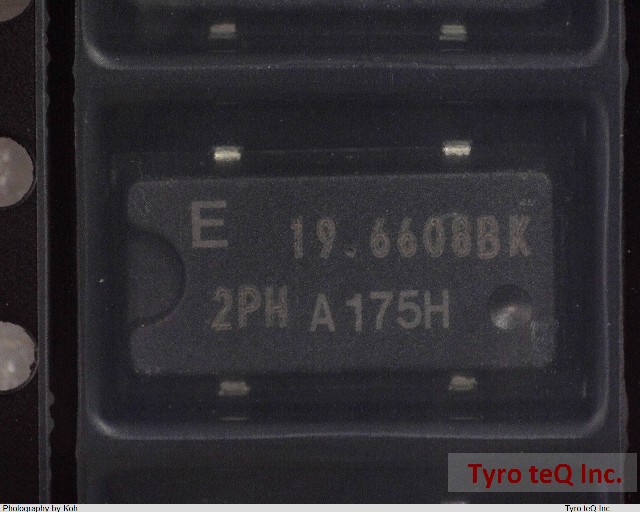 E 19.6608BK
2PH A175H
Tyro teQ Inc.
Photography by Koh
Tyro teQ Inc.